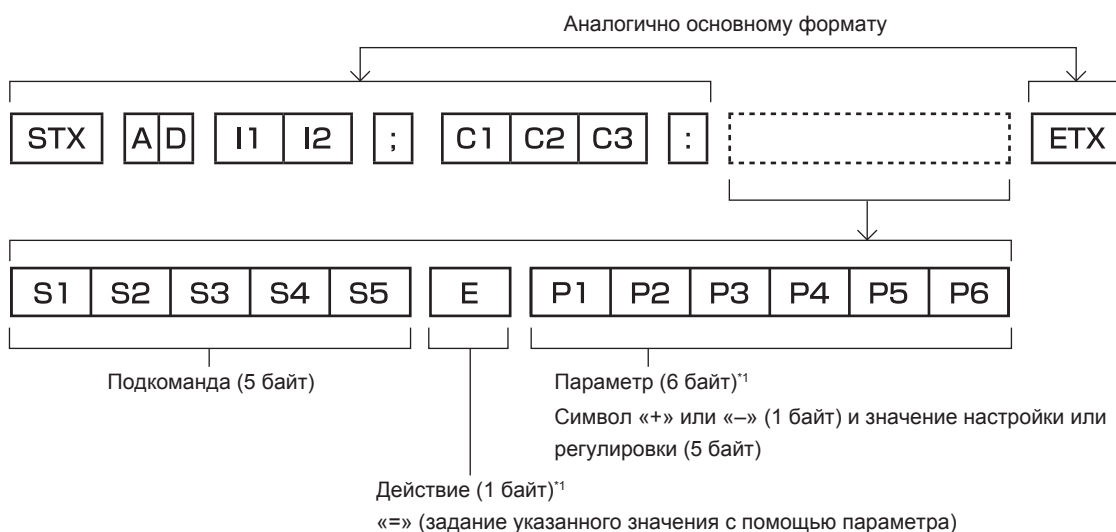 Аналогично основному формату
STX A D I1 I2 ; C1 C2 C3 : ETX
S1 S2 S3 S4 S5 E P1 P2 P3 P4 P5 P6
Подкоманда (5 байт)
Параметр (6 байт)*1
Символ «+» или «–» (1 байт) и значение настройки или
регулировки (5 байт)
Действие (1 байт)*1
«=» (задание указанного значения с помощью параметра)